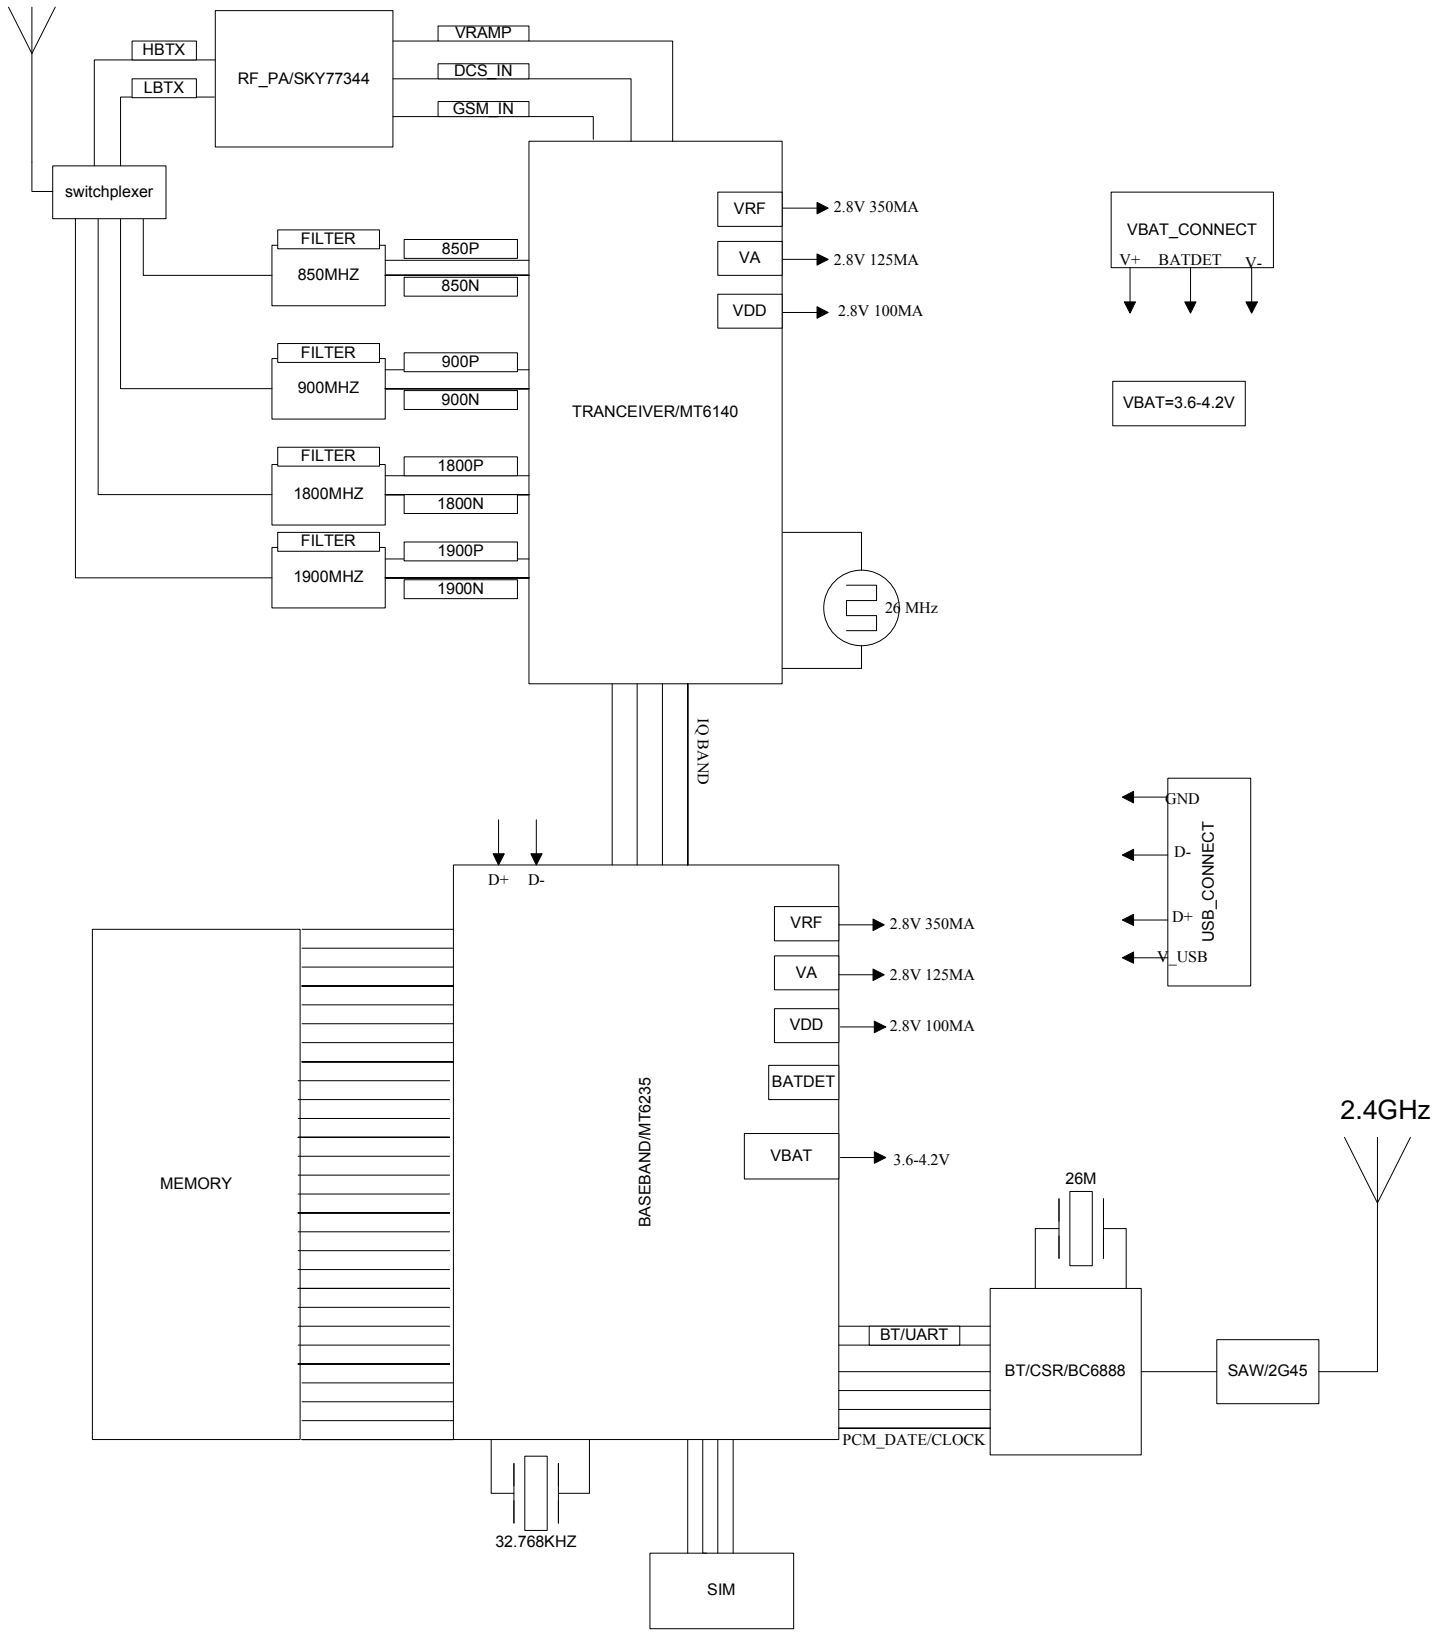 HBTX
LBTX
RF_PA/SKY77344
VRAMP
DCS_IN
GSM_IN
switchplexer
FILTER
850MHZ
850P
850N
FILTER
900MHZ
900P
900N
FILTER
1800MHZ
1800P
1800N
FILTER
1900MHZ
1900P
1900N
TRANCEIVER/MT6140
VRF
2.8V 350MA
VA
2.8V 125MA
VDD
2.8V 100MA
26 MHz
VBAT_CONNECT
V+ BATDET V-
VBAT=3.6-4.2V
IQ BAND
GND
D-
D+
V_USB
USB_CONNECT
D+ D-
MEMORY
BASEBAND/MT6235
VRF
2.8V 350MA
VA
2.8V 125MA
VDD
2.8V 100MA
BATDET
VBAT
3.6-4.2V
2.4GHz
26M
BT/UART
BT/CSR/BC6888
SAW/2G45
PCM_DATE/CLOCK
32.768KHZ
SIM